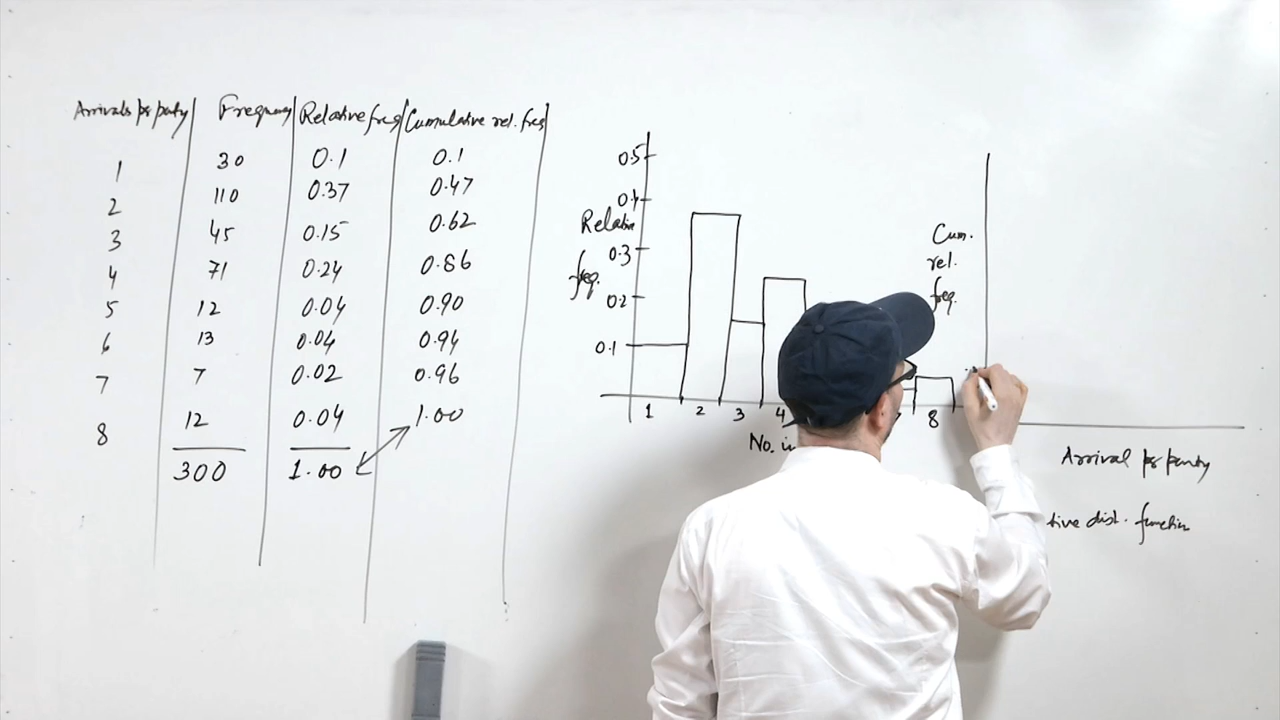 Arrivals per party Frequency Relative freq Cumulative rel. freq
1 30 0.1 0.1
2 110 0.37 0.47
3 45 0.15 0.62
4 71 0.24 0.86
5 12 0.04 0.90
6 13 0.04 0.94
7 7 0.02 0.96
8 12 0.04 1.00
300 1.00
0.5
0.4
Relative
freq.
0.3
0.2
0.1
1 2 3 4 8
No. i
Cum.
rel.
freq.
Arrival per party
tive dist. function